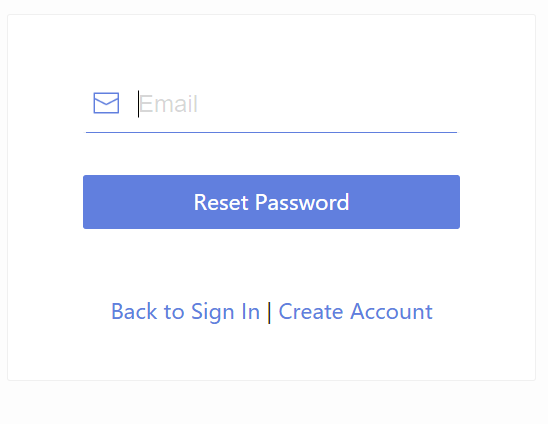 Email
Reset Password
Back to Sign In | Create Account